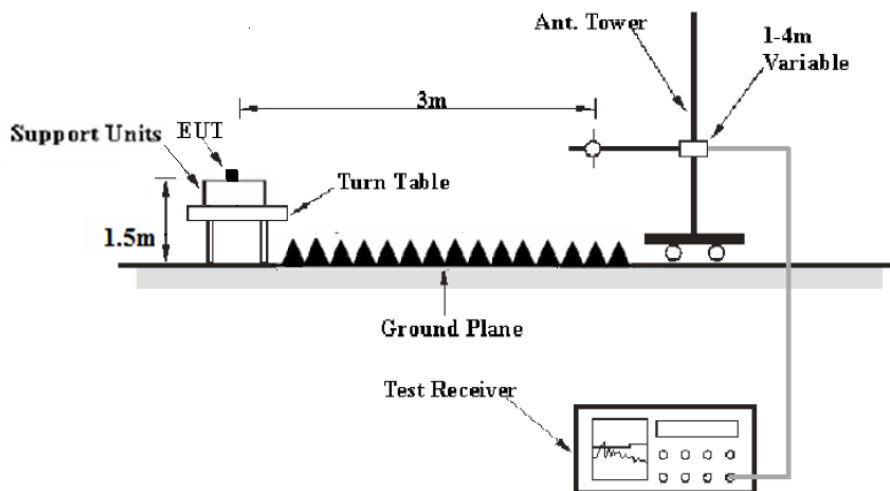 Ant. Tower
1-4m
Variable
3m
Support Units
EUT
Turn Table
1.5m
Ground Plane
Test Receiver